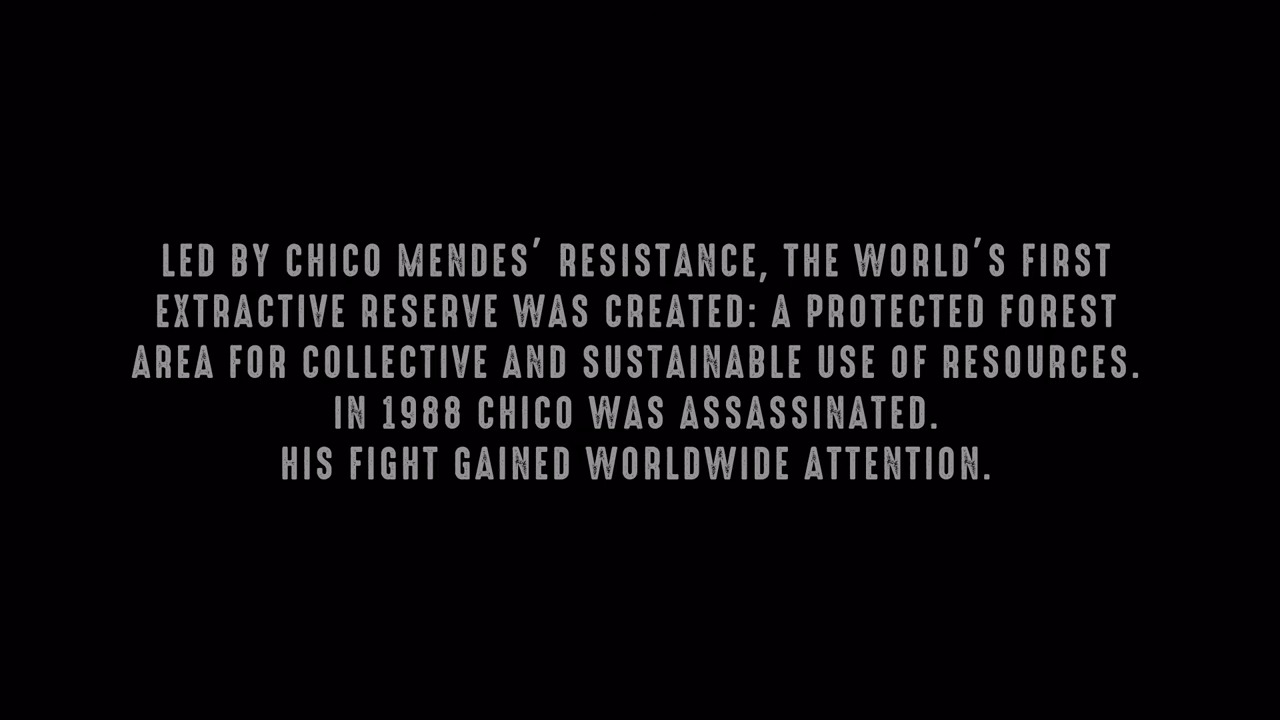 LED BY CHICO MENDES' RESISTANCE, THE WORLD'S FIRST
EXTRACTIVE RESERVE WAS CREATED: A PROTECTED FOREST
AREA FOR COLLECTIVE AND SUSTAINABLE USE OF RESOURCES.
IN 1988 CHICO WAS ASSASSINATED.
HIS FIGHT GAINED WORLDWIDE ATTENTION.